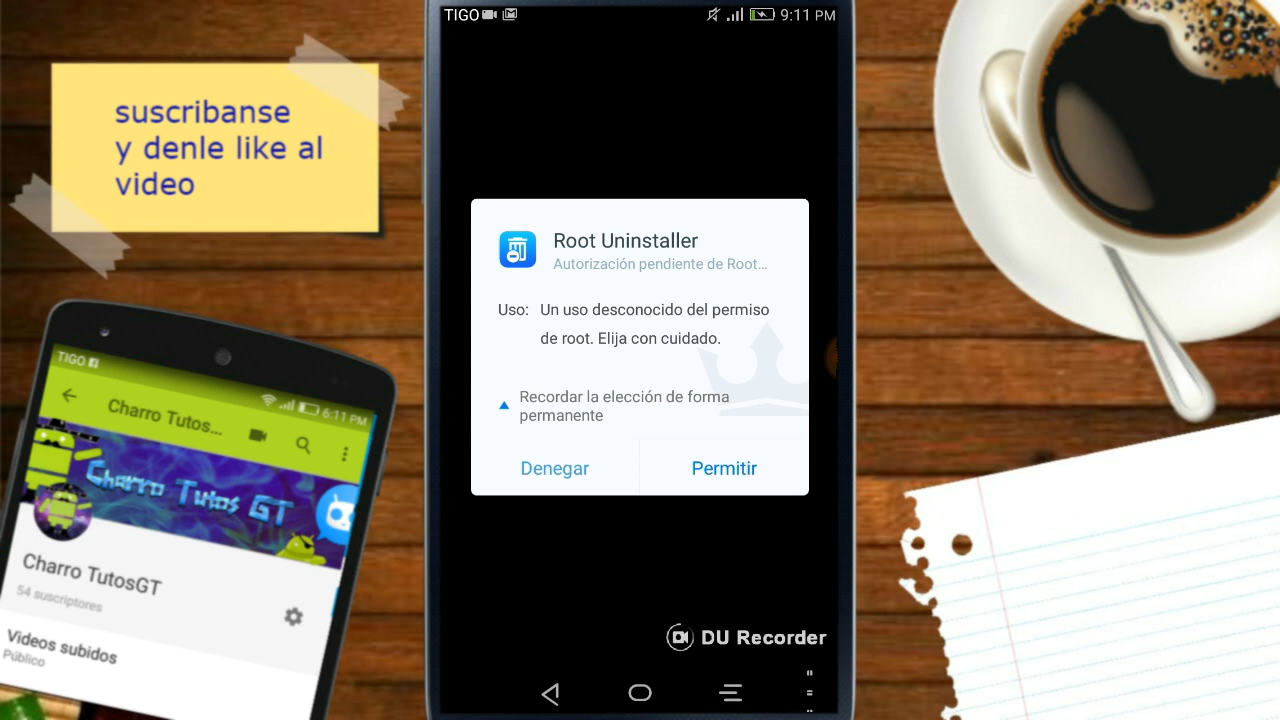 suscribanse
y denle like al
video
TIGO
9:11 PM
Root Uninstaller
Autorización pendiente de Root...
Uso: Un uso desconocido del permiso
de root. Elija con cuidado.
Recordar la elección de forma
permanente
Denegar
Permitir
DU Recorder
TIGO
6:11 PM
Charro Tutos...
Charro Tutos GT
Charro TutosGT
54 suscriptores
Videos subidos
Público